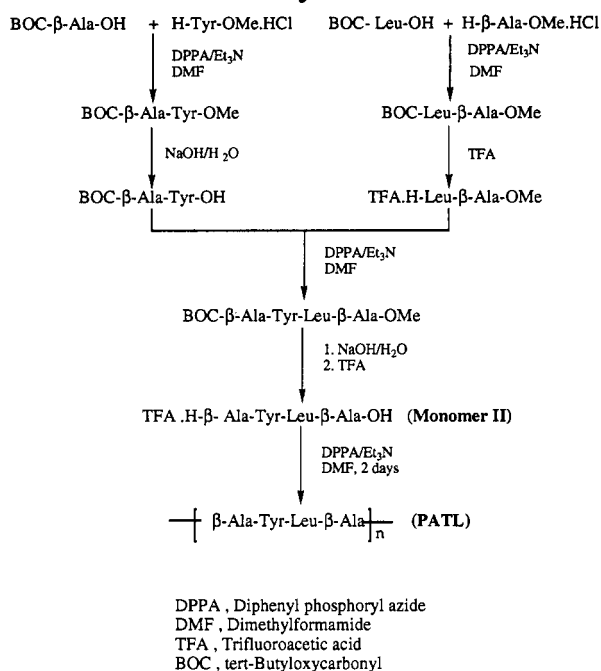 BOC-β-Ala-OH + H-Tyr-OMe.HCl
BOC- Leu-OH + H-β-Ala-OMe.HCl
DPPA/Et3N
DMF
DPPA/Et3N
DMF
BOC-β-Ala-Tyr-OMe
BOC-Leu-β-Ala-OMe
NaOH/H 2O
TFA
BOC-β-Ala-Tyr-OH
TFA.H-Leu-β-Ala-OMe
DPPA/Et3N
DMF
BOC-β-Ala-Tyr-Leu-β-Ala-OMe
1. NaOH/H2O
2. TFA
TFA .H-β- Ala-Tyr-Leu-β-Ala-OH (Monomer II)
DPPA/Et3N
DMF, 2 days
[ β-Ala-Tyr-Leu-β-Ala ]n (PATL)
DPPA , Diphenyl phosphoryl azide
DMF , Dimethylformamide
TFA , Trifluoroacetic acid
BOC , tert-Butyloxycarbonyl